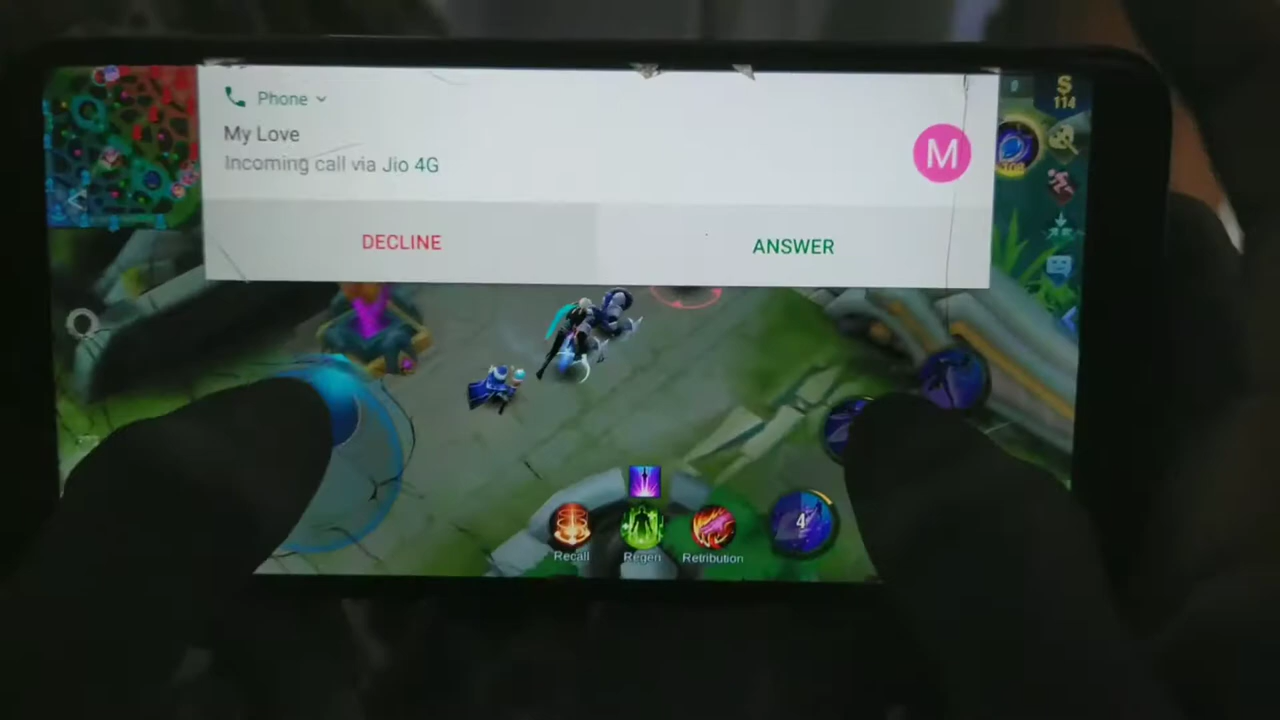 Phone
My Love
Incoming call via Jio 4G
M
DECLINE
ANSWER
$
114
4
Recall
Regen
Retribution